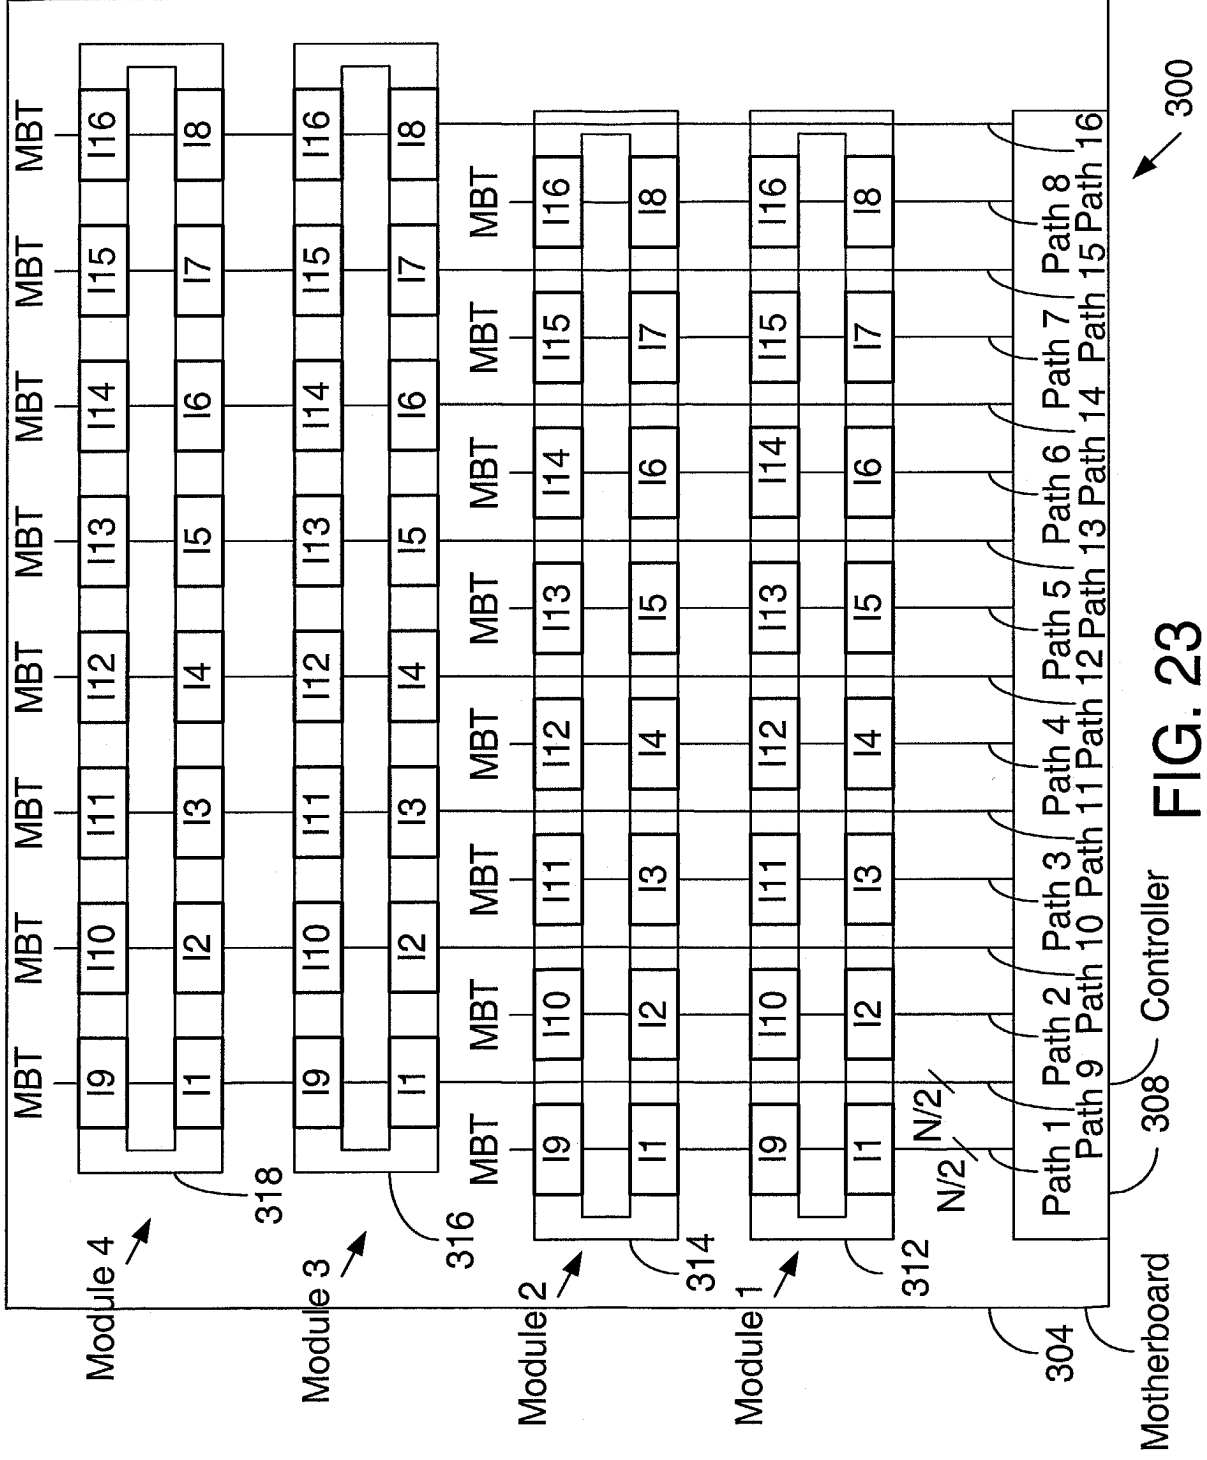 MBT MBT MBT MBT MBT MBT MBT MBT
Module 4 I9 I10 I11 I12 I13 I14 I15 I16
I1 I2 I3 I4 I5 I6 I7 I8
318
Module 3 I9 I10 I11 I12 I13 I14 I15 I16
I1 I2 I3 I4 I5 I6 I7 I8
316
MBT MBT MBT MBT MBT MBT MBT MBT
Module 2 I9 I10 I11 I12 I13 I14 I15 I16
I1 I2 I3 I4 I5 I6 I7 I8
314
Module 1 I9 I10 I11 I12 I13 I14 I15 I16
I1 I2 I3 I4 I5 I6 I7 I8
312
N/2 N/2
304 Path 1 Path 2 Path 3 Path 4 Path 5 Path 6 Path 7 Path 8
Path 9 Path 10 Path 11 Path 12 Path 13 Path 14 Path 15 Path 16
Motherboard 308 Controller
300
FIG. 23